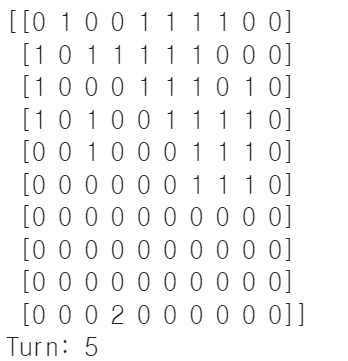 [[0 1 0 0 1 1 1 1 0 0]
[1 0 1 1 1 1 1 0 0 0]
[1 0 0 0 1 1 1 0 1 0]
[1 0 1 0 0 1 1 1 1 0]
[0 0 1 0 0 0 1 1 1 0]
[0 0 0 0 0 0 1 1 1 0]
[0 0 0 0 0 0 0 0 0 0]
[0 0 0 0 0 0 0 0 0 0]
[0 0 0 0 0 0 0 0 0 0]
[0 0 0 2 0 0 0 0 0 0]]
Turn: 5